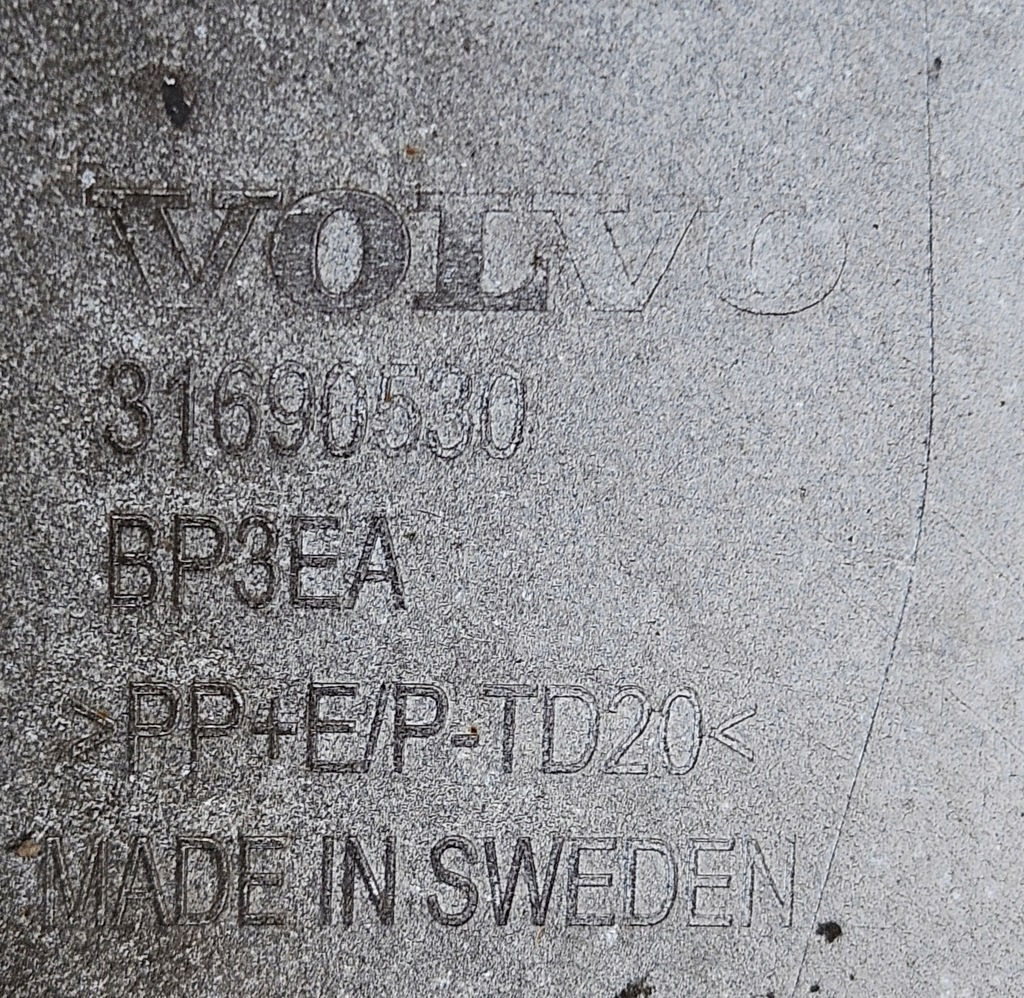 VOLVO
31690530
BP3EA
>PP+E/P-TD20<
MADE IN SWEDEN